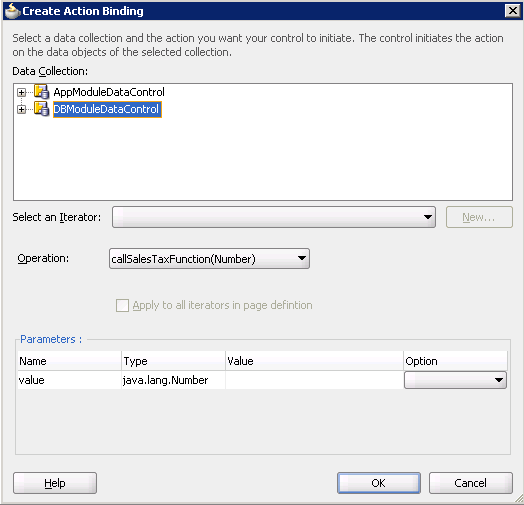 Create Action Binding
Select a data collection and the action you want your control to initiate. The control initiates the action
on the data objects of the selected collection.
Data Collection:
AppModuleDataControl
DBModuleDataControl
Select an Iterator:
New...
Operation:
callSalesTaxFunction(Number)
Apply to all iterators in page defintion
Parameters :
Name Type Value Option
value java.lang.Number
Help OK Cancel